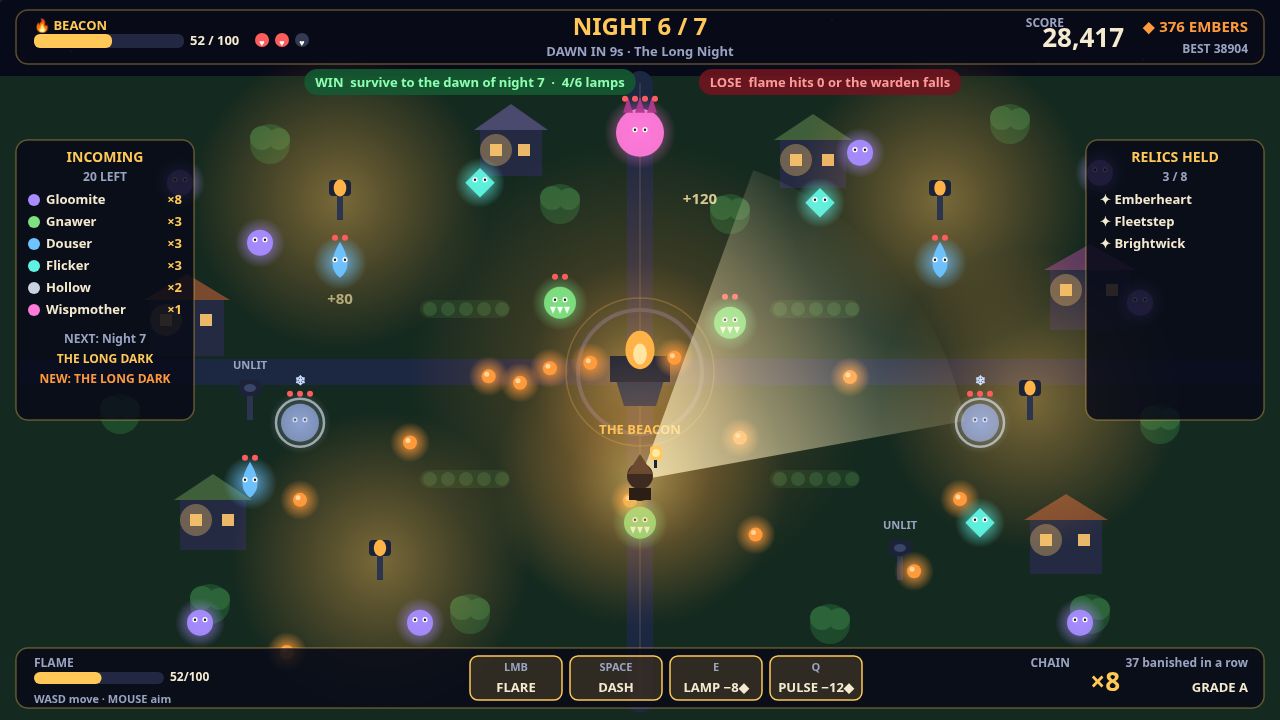 🔥 BEACON
52 / 100
NIGHT 6 / 7
DAWN IN 9s · The Long Night
SCORE
28,417
◆ 376 EMBERS
BEST 38904
WIN survive to the dawn of night 7 · 4/6 lamps
LOSE flame hits 0 or the warden falls
INCOMING
20 LEFT
Gloomite ×8
Gnawer ×3
Douser ×3
Flicker ×3
Hollow ×2
Wispmother ×1
NEXT: Night 7
THE LONG DARK
NEW: THE LONG DARK
RELICS HELD
3 / 8
✦ Emberheart
✦ Fleetstep
✦ Brightwick
+120
+80
UNLIT
THE BEACON
UNLIT
FLAME
52/100
WASD move · MOUSE aim
LMB
FLARE
SPACE
DASH
E
LAMP −8◆
Q
PULSE −12◆
CHAIN
×8
37 banished in a row
GRADE A